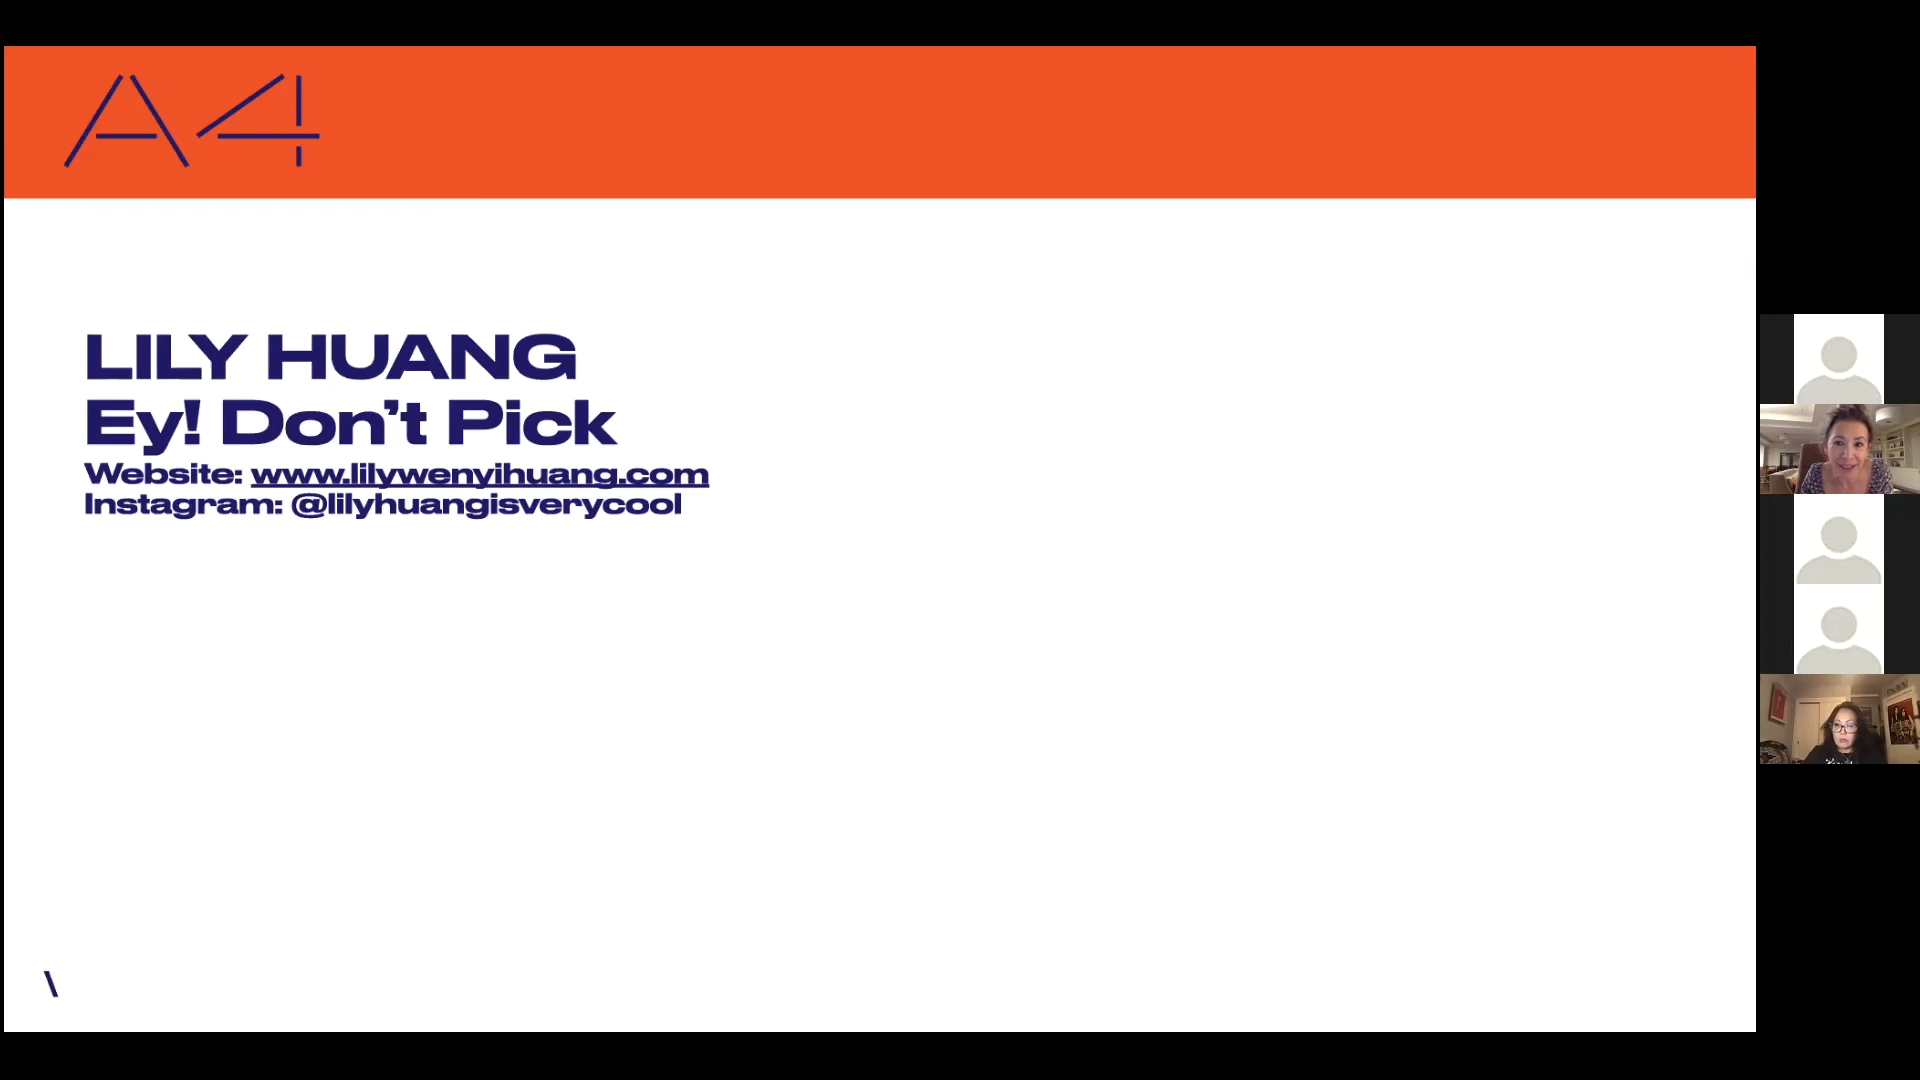 A4
LILY HUANG
Ey! Don’t Pick
Website: www.lilywenyihuang.com
Instagram: @lilyhuangisverycool
\